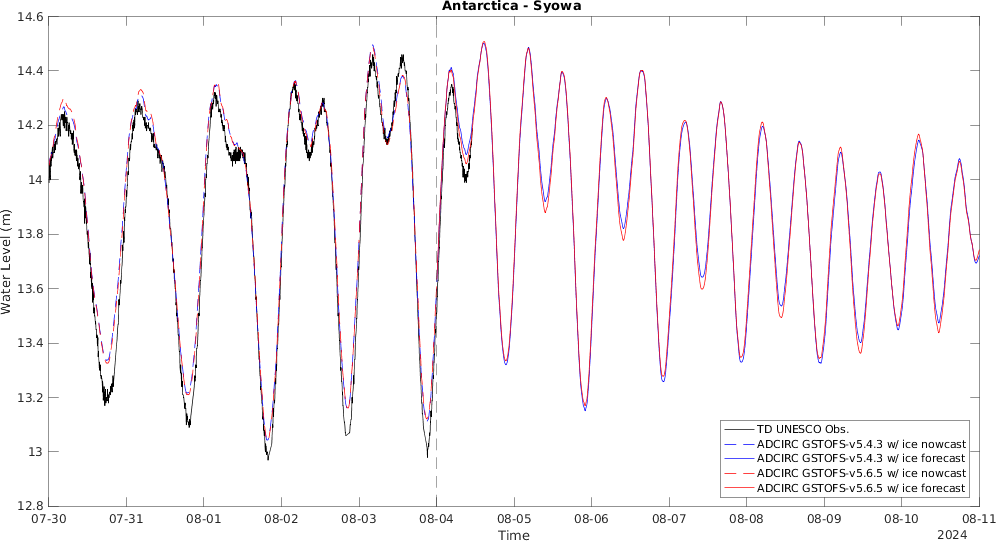 Antarctica - Syowa
14.6
14.4
14.2
14
13.8
13.6
13.4
13.2
13
12.8
Water Level (m)
07-30 07-31 08-01 08-02 08-03 08-04 08-05 08-06 08-07 08-08 08-09 08-10 08-11
Time
2024
TD UNESCO Obs.
ADCIRC GSTOFS-v5.4.3 w/ ice nowcast
ADCIRC GSTOFS-v5.4.3 w/ ice forecast
ADCIRC GSTOFS-v5.6.5 w/ ice nowcast
ADCIRC GSTOFS-v5.6.5 w/ ice forecast